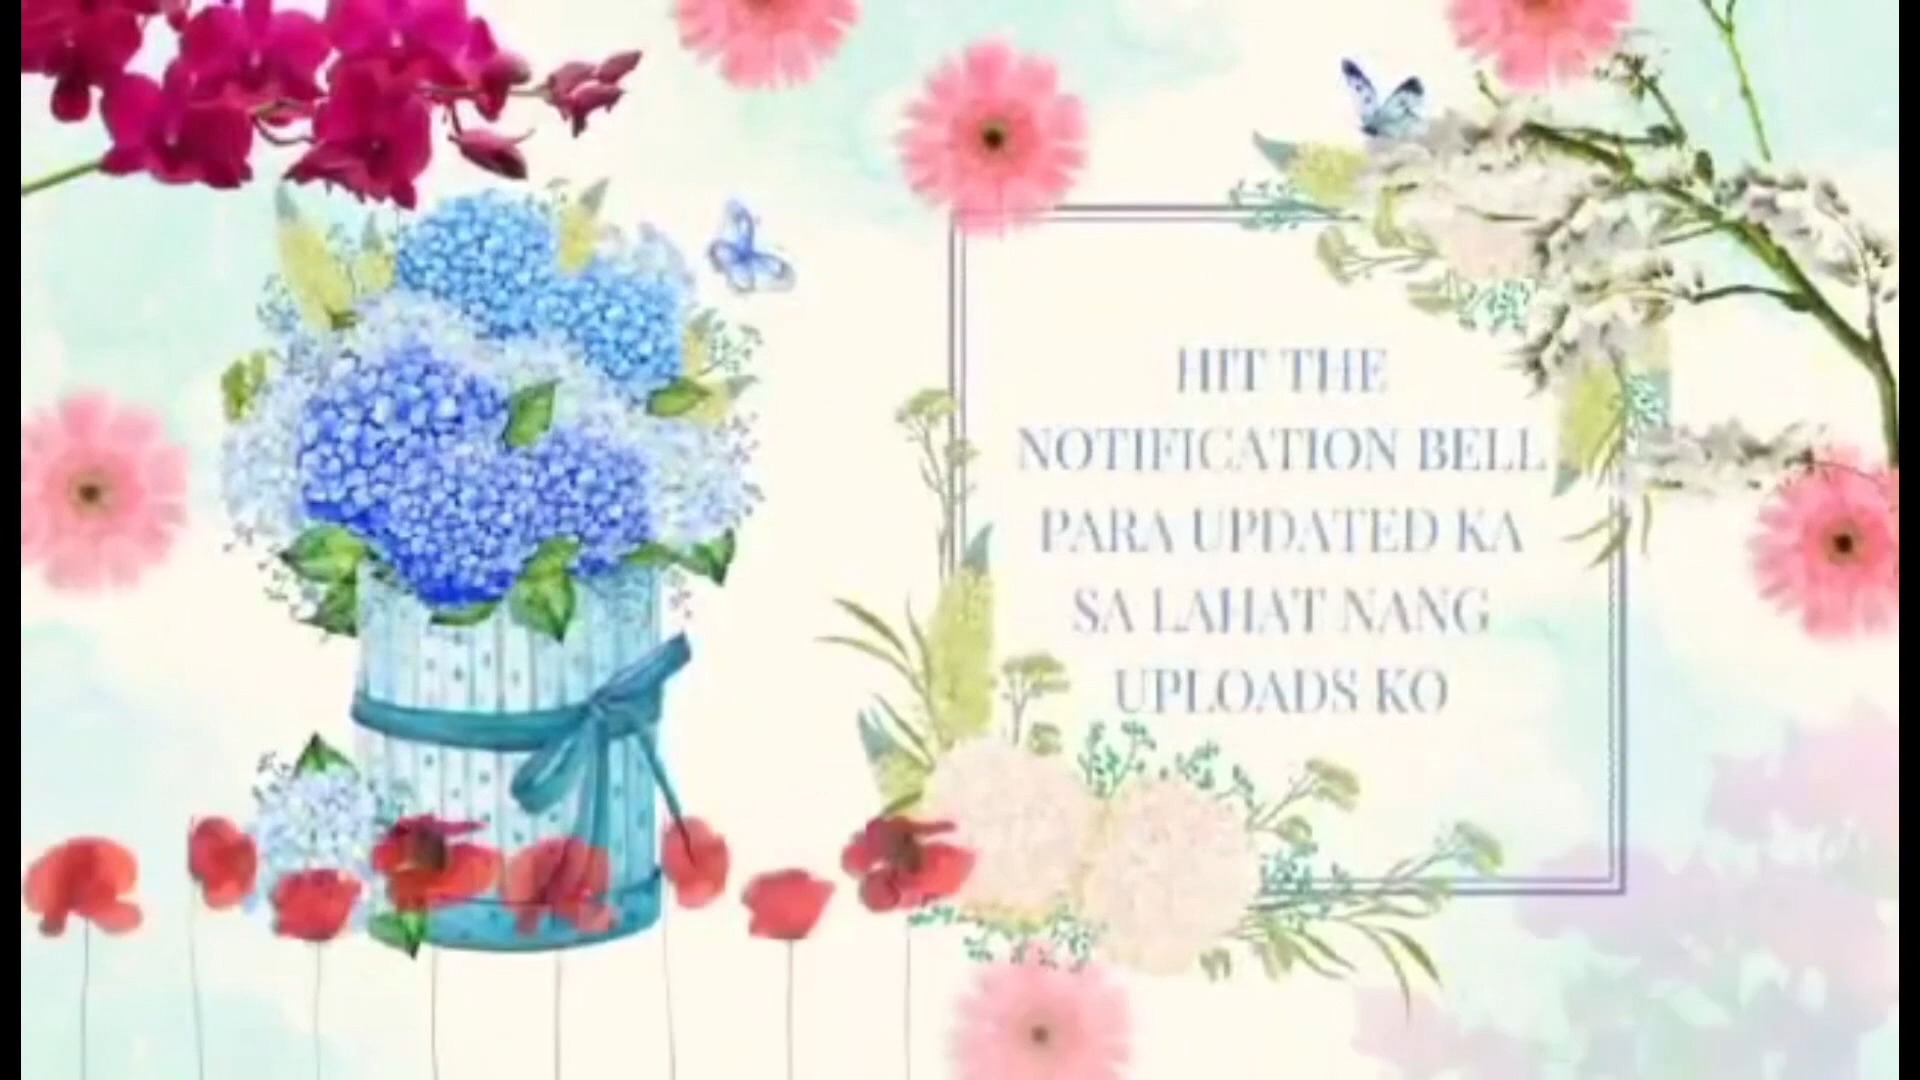 HIT THE
NOTIFICATION BELL
PARA UPDATED KA
SA LAHAT NANG
UPLOADS KO